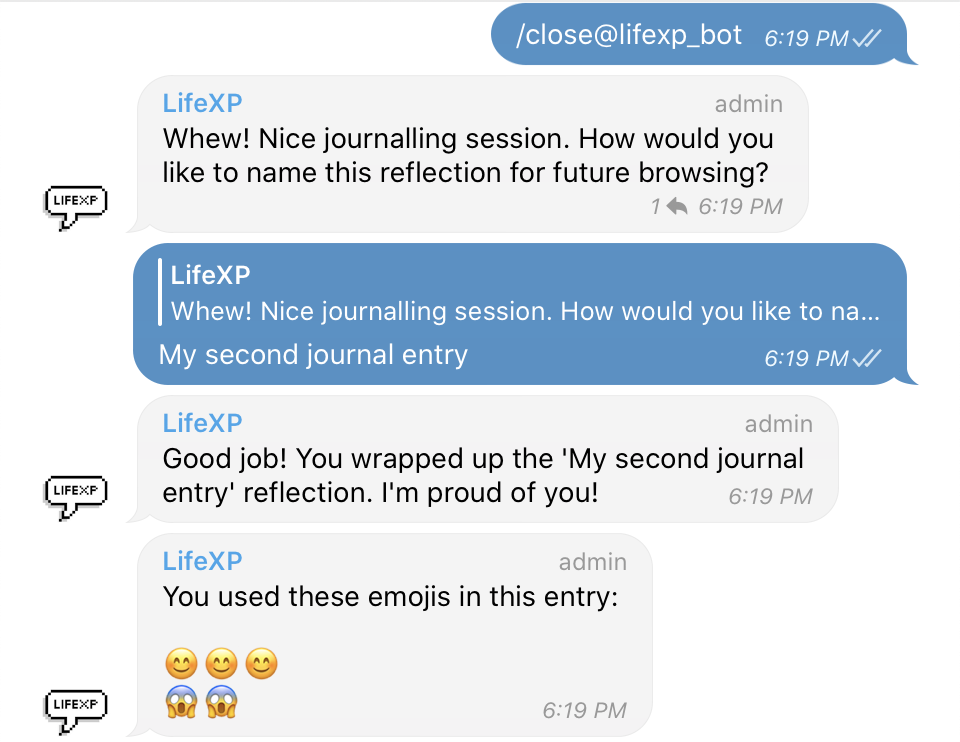 /close@lifexp_bot 6:19 PM
LifeXP admin
Whew! Nice journalling session. How would you
like to name this reflection for future browsing?
1 6:19 PM
LIFEXP
LifeXP
Whew! Nice journalling session. How would you like to na...
My second journal entry 6:19 PM
LifeXP admin
Good job! You wrapped up the 'My second journal
entry' reflection. I'm proud of you! 6:19 PM
LIFEXP
LifeXP admin
You used these emojis in this entry:
😊😊😊
😱😱
6:19 PM
LIFEXP